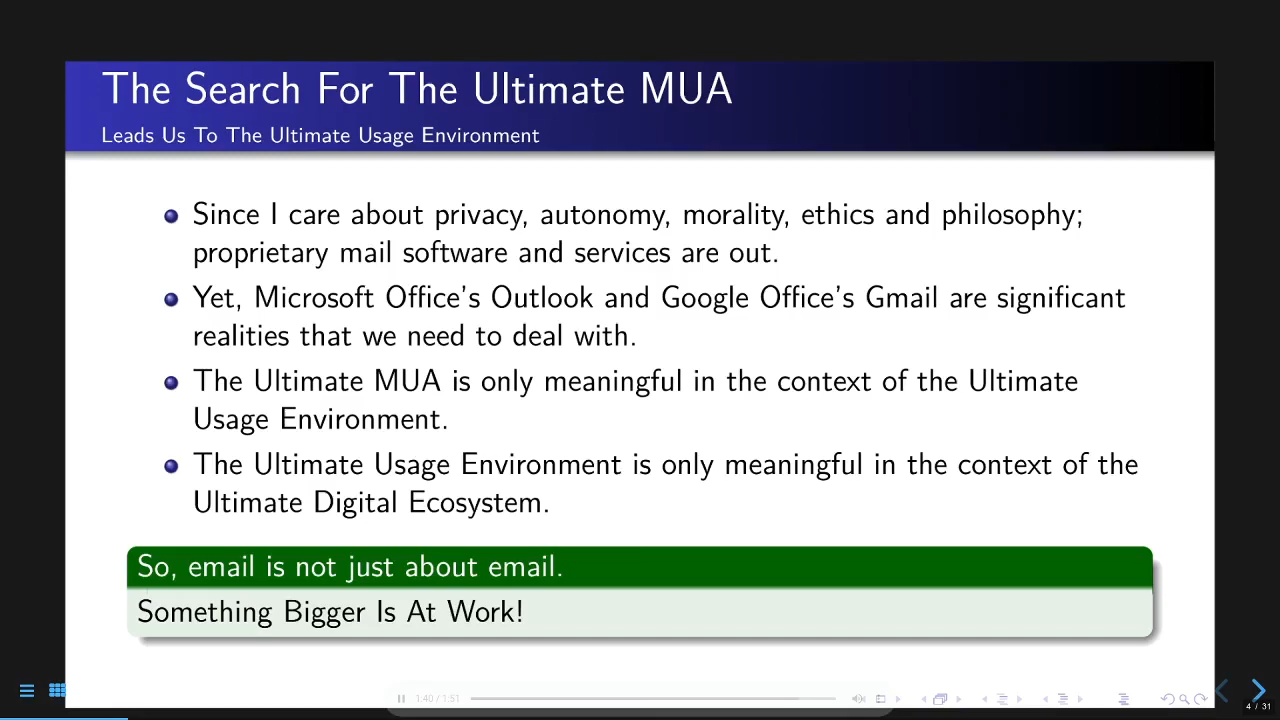 The Search For The Ultimate MUA
Leads Us To The Ultimate Usage Environment
Since I care about privacy, autonomy, morality, ethics and philosophy;
proprietary mail software and services are out.
Yet, Microsoft Office's Outlook and Google Office's Gmail are significant
realities that we need to deal with.
The Ultimate MUA is only meaningful in the context of the Ultimate
Usage Environment.
The Ultimate Usage Environment is only meaningful in the context of the
Ultimate Digital Ecosystem.
So, email is not just about email.
Something Bigger Is At Work!
1:40 / 1:51
4 / 31